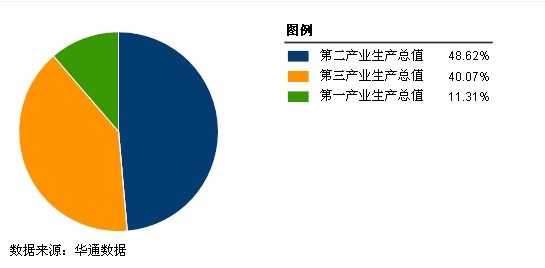 图例
第二产业生产总值 48.62%
第三产业生产总值 40.07%
第一产业生产总值 11.31%
数据来源：华通数据